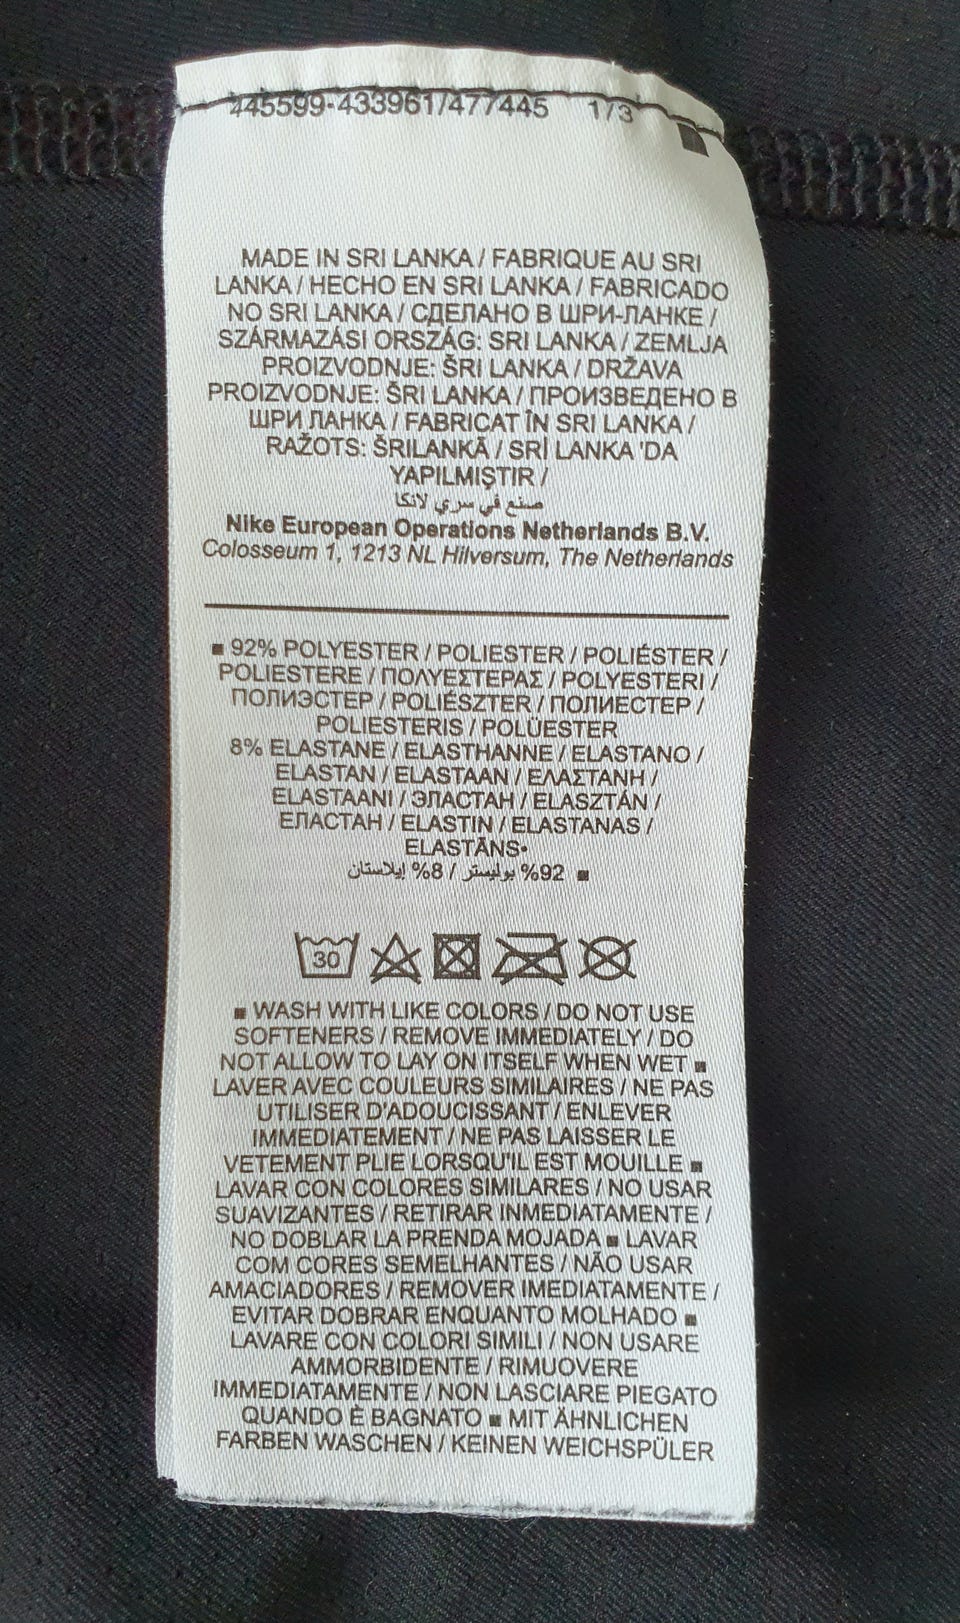 445599-433961/477445 1/3
MADE IN SRI LANKA / FABRIQUE AU SRI
LANKA / HECHO EN SRI LANKA / FABRICADO
NO SRI LANKA / СДЕЛАНО В ШРИ-ЛАНКЕ /
SZÁRMAZÁSI ORSZÁG: SRI LANKA / ZEMLJA
PROIZVODNJE: ŠRI LANKA / DRŽAVA
PROIZVODNJE: ŠRI LANKA / ПРОИЗВЕДЕНО В
ШРИ ЛАНКА / FABRICAT ÎN SRI LANKA /
RAŽOTS: ŠRILANKĀ / SRİ LANKA 'DA
YAPILMIŞTIR /
صنع في سري لانكا
Nike European Operations Netherlands B.V.
Colosseum 1, 1213 NL Hilversum, The Netherlands
■ 92% POLYESTER / POLIESTER / POLIÉSTER /
POLIESTERE / ΠΟΛΥΕΣΤΕΡΑΣ / POLYESTERI /
ПОЛИЭСТЕР / POLIÉSZTER / ПОЛИЕСТЕР /
POLIESTERIS / POLÜESTER
8% ELASTANE / ELASTHANNE / ELASTANO /
ELASTAN / ELASTAAN / ΕΛΑΣΤΑΝΗ /
ELASTAANI / ЭЛАСТАН / ELASZTÁN /
ЕЛАСТАН / ELASTIN / ELASTANAS /
ELASTĀNS•
■ 92% بوليستر / 8% إيلاستان
30
■ WASH WITH LIKE COLORS / DO NOT USE
SOFTENERS / REMOVE IMMEDIATELY / DO
NOT ALLOW TO LAY ON ITSELF WHEN WET ■
LAVER AVEC COULEURS SIMILAIRES / NE PAS
UTILISER D'ADOUCISSANT / ENLEVER
IMMEDIATEMENT / NE PAS LAISSER LE
VETEMENT PLIE LORSQU'IL EST MOUILLE ■
LAVAR CON COLORES SIMILARES / NO USAR
SUAVIZANTES / RETIRAR INMEDIATAMENTE /
NO DOBLAR LA PRENDA MOJADA ■ LAVAR
COM CORES SEMELHANTES / NÃO USAR
AMACIADORES / REMOVER IMEDIATAMENTE /
EVITAR DOBRAR ENQUANTO MOLHADO ■
LAVARE CON COLORI SIMILI / NON USARE
AMMORBIDENTE / RIMUOVERE
IMMEDIATAMENTE / NON LASCIARE PIEGATO
QUANDO È BAGNATO ■ MIT ÄHNLICHEN
FARBEN WASCHEN / KEINEN WEICHSPÜLER